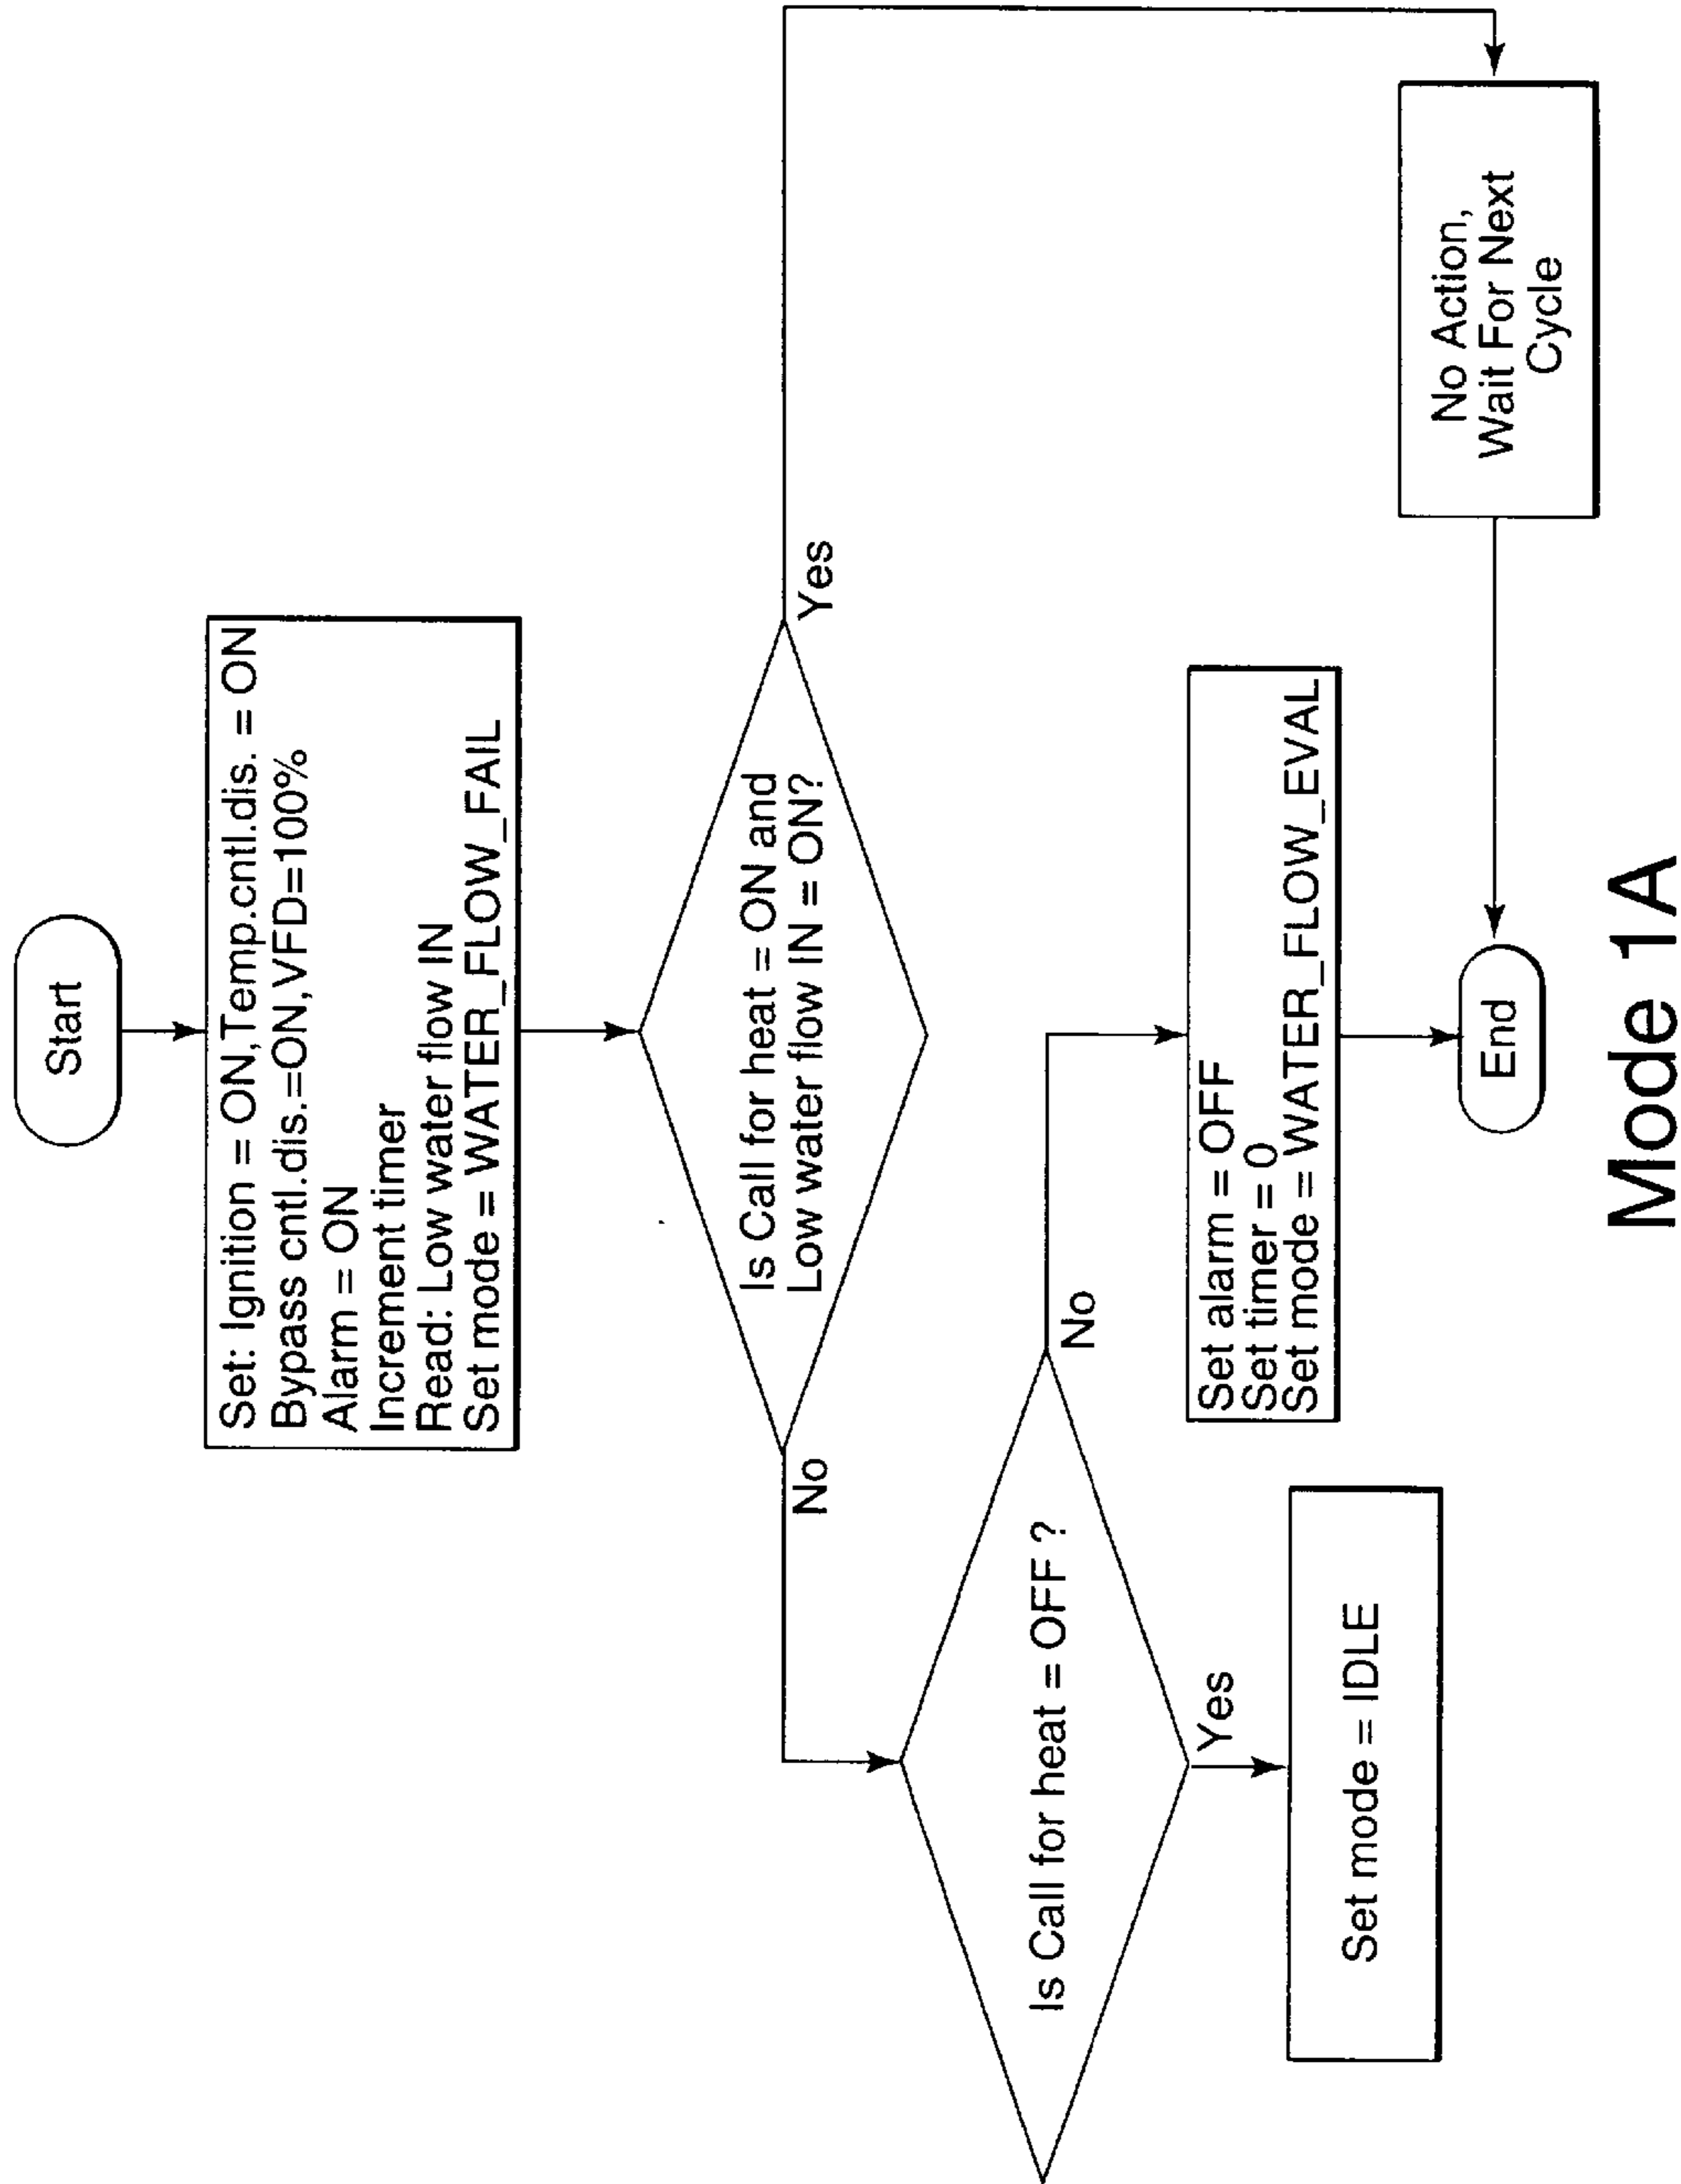 Start
Set: Ignition = ON,Temp.cntl.dis. = ON
Bypass cntl.dis.=ON,VFD=100%
Alarm = ON
Increment timer
Read: Low water flow IN
Set mode = WATER_FLOW_FAIL
Is Call for heat = ON and
Low water flow IN = ON?
No
Yes
Is Call for heat = OFF ?
No
Yes
Set alarm = OFF
Set timer = 0
Set mode = WATER_FLOW_EVAL
Set mode = IDLE
No Action,
Wait For Next
Cycle
End
Mode 1A